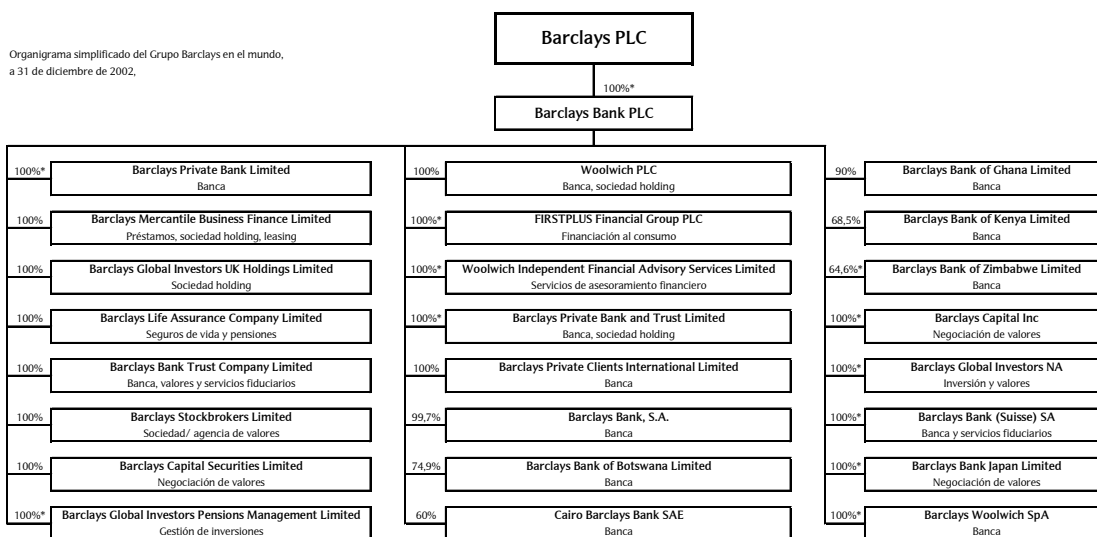 Barclays PLC
Organigrama simplificado del Grupo Barclays en el mundo,
a 31 de diciembre de 2002,
100%*
Barclays Bank PLC
100%*
Barclays Private Bank Limited
Banca
100%
Barclays Mercantile Business Finance Limited
Préstamos, sociedad holding, leasing
100%
Barclays Global Investors UK Holdings Limited
Sociedad holding
100%
Barclays Life Assurance Company Limited
Seguros de vida y pensiones
100%
Barclays Bank Trust Company Limited
Banca, valores y servicios fiduciarios
100%
Barclays Stockbrokers Limited
Sociedad/ agencia de valores
100%
Barclays Capital Securities Limited
Negociación de valores
100%*
Barclays Global Investors Pensions Management Limited
Gestión de inversiones
100%
Woolwich PLC
Banca, sociedad holding
100%*
FIRSTPLUS Financial Group PLC
Financiación al consumo
100%*
Woolwich Independent Financial Advisory Services Limited
Servicios de asesoramiento financiero
100%*
Barclays Private Bank and Trust Limited
Banca, sociedad holding
100%
Barclays Private Clients International Limited
Banca
99,7%
Barclays Bank, S.A.
Banca
74,9%
Barclays Bank of Botswana Limited
Banca
60%
Cairo Barclays Bank SAE
Banca
90%
Barclays Bank of Ghana Limited
Banca
68,5%
Barclays Bank of Kenya Limited
Banca
64,6%*
Barclays Bank of Zimbabwe Limited
Banca
100%*
Barclays Capital Inc
Negociación de valores
100%*
Barclays Global Investors NA
Inversión y valores
100%*
Barclays Bank (Suisse) SA
Banca y servicios fiduciarios
100%*
Barclays Bank Japan Limited
Negociación de valores
100%*
Barclays Woolwich SpA
Banca